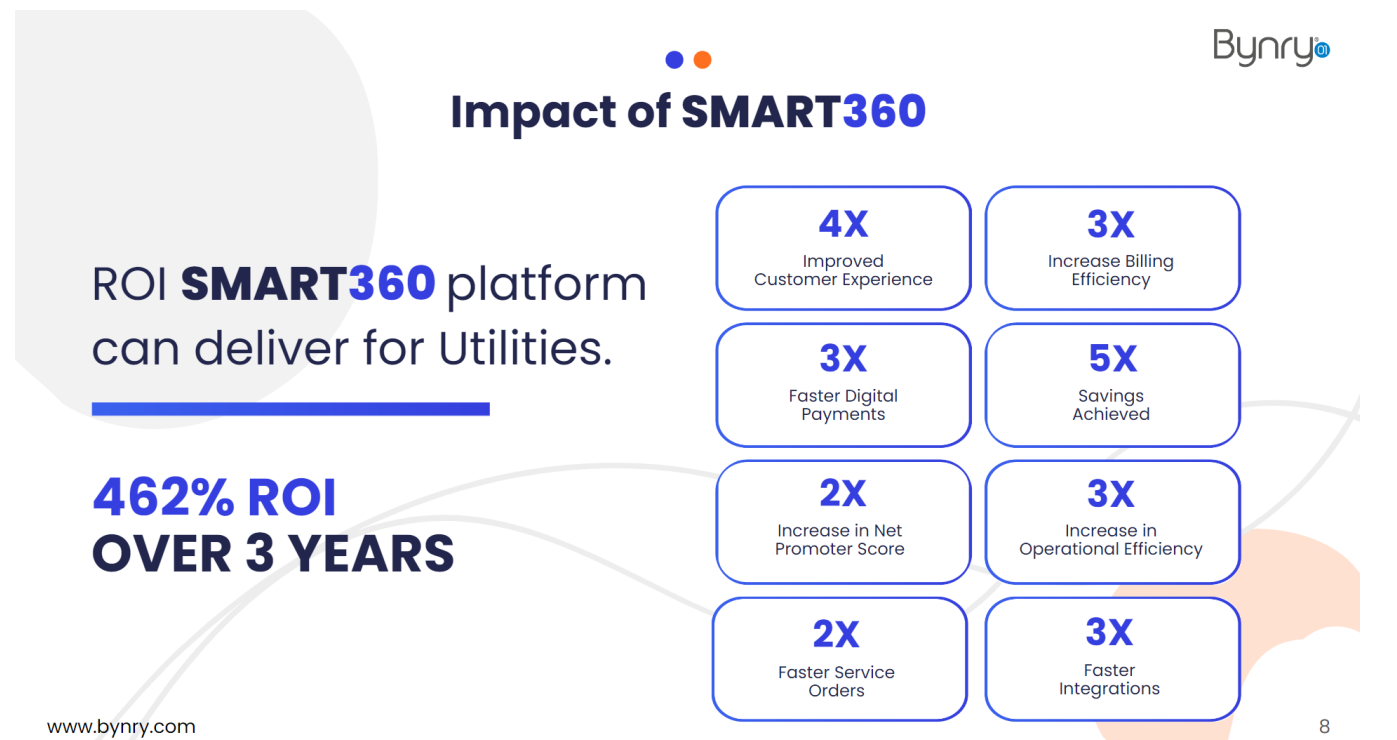 Bynry
01
Impact of SMART360
ROI SMART360 platform
can deliver for Utilities.
462% ROI
OVER 3 YEARS
4X
Improved
Customer Experience
3X
Increase Billing
Efficiency
3X
Faster Digital
Payments
5X
Savings
Achieved
2X
Increase in Net
Promoter Score
3X
Increase in
Operational Efficiency
2X
Faster Service
Orders
3X
Faster
Integrations
www.bynry.com
8